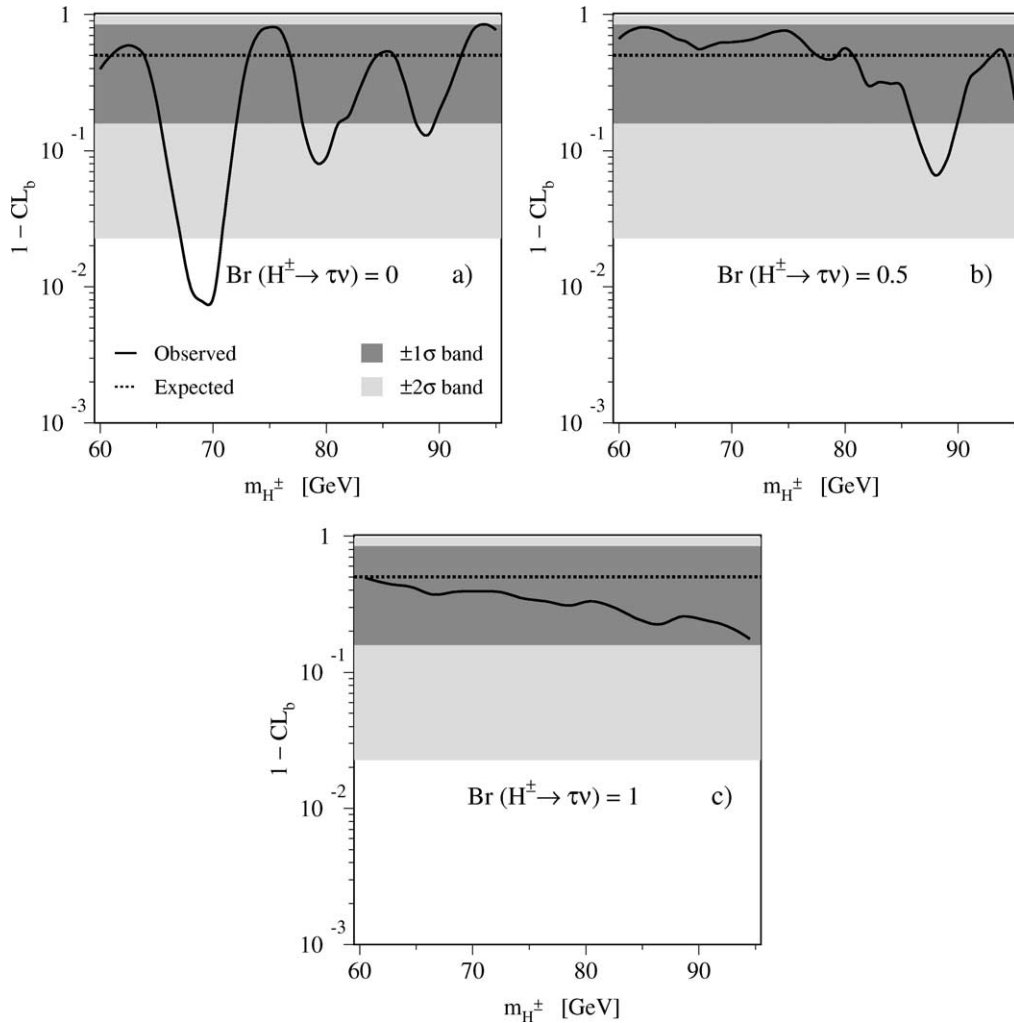 1
10⁻¹
10⁻²
10⁻³
1 − CL_b
Br (H^± → τν) = 0 a)
Observed
Expected
±1σ band
±2σ band
60 70 80 90
m_H^± [GeV]
1
10⁻¹
10⁻²
10⁻³
1 − CL_b
Br (H^± → τν) = 0.5 b)
60 70 80 90
m_H^± [GeV]
1
10⁻¹
10⁻²
10⁻³
1 − CL_b
Br (H^± → τν) = 1 c)
60 70 80 90
m_H^± [GeV]